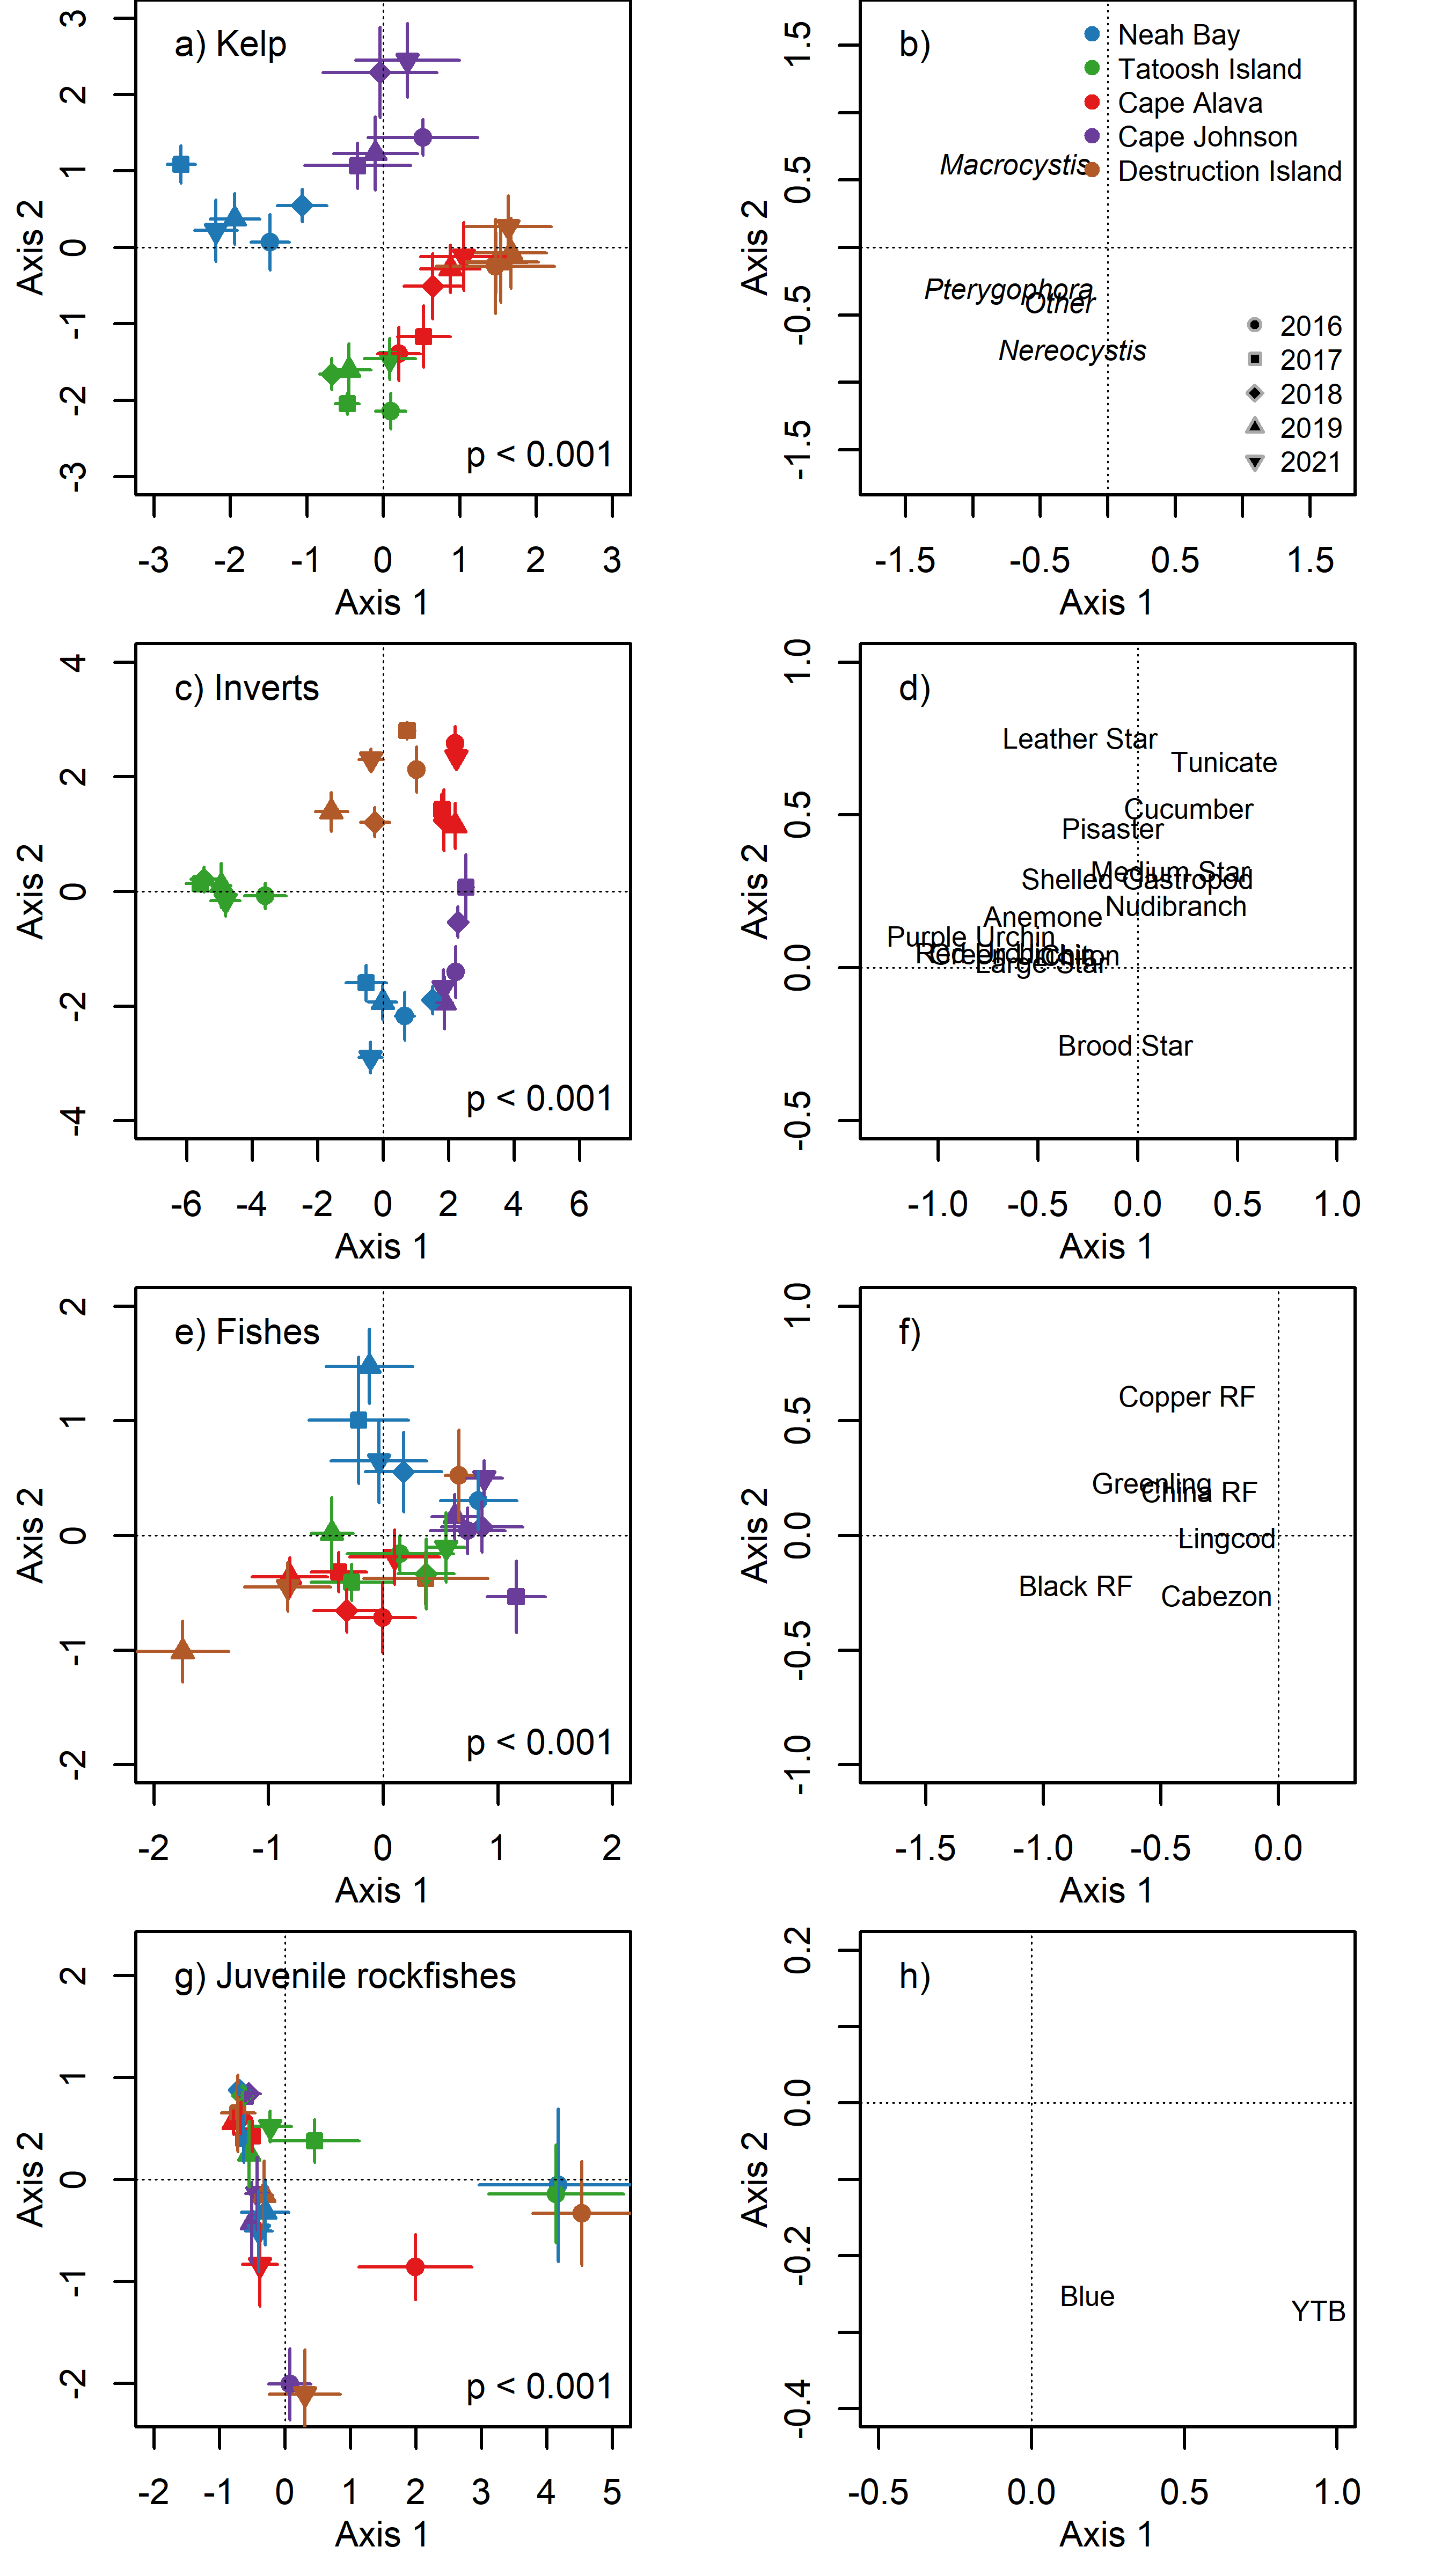 a) Kelp
3
2
1
0
-1
-2
-3
Axis 2
p < 0.001
-3 -2 -1 0 1 2 3
Axis 1
b)
Neah Bay
Tatoosh Island
Cape Alava
Cape Johnson
Destruction Island
Macrocystis
Pterygophora
Other
Nereocystis
2016
2017
2018
2019
2021
1.5
0.5
-0.5
-1.5
Axis 2
-1.5 -0.5 0.5 1.5
Axis 1
c) Inverts
4
2
0
-2
-4
Axis 2
p < 0.001
-6 -4 -2 0 2 4 6
Axis 1
d)
Leather Star
Tunicate
Cucumber
Pisaster
Medium Star
Shelled Gastropod
Nudibranch
Anemone
Purple Urchin
Red Urchin
Green Urchin
Chiton
Large Star
Brood Star
1.0
0.5
0.0
-0.5
Axis 2
-1.0 -0.5 0.0 0.5 1.0
Axis 1
e) Fishes
2
1
0
-1
-2
Axis 2
p < 0.001
-2 -1 0 1 2
Axis 1
f)
Copper RF
Greenling
China RF
Lingcod
Black RF
Cabezon
1.0
0.5
0.0
-0.5
-1.0
Axis 2
-1.5 -1.0 -0.5 0.0
Axis 1
g) Juvenile rockfishes
2
1
0
-1
-2
Axis 2
p < 0.001
-2 -1 0 1 2 3 4 5
Axis 1
h)
Blue
YTB
0.2
0.0
-0.2
-0.4
Axis 2
-0.5 0.0 0.5 1.0
Axis 1